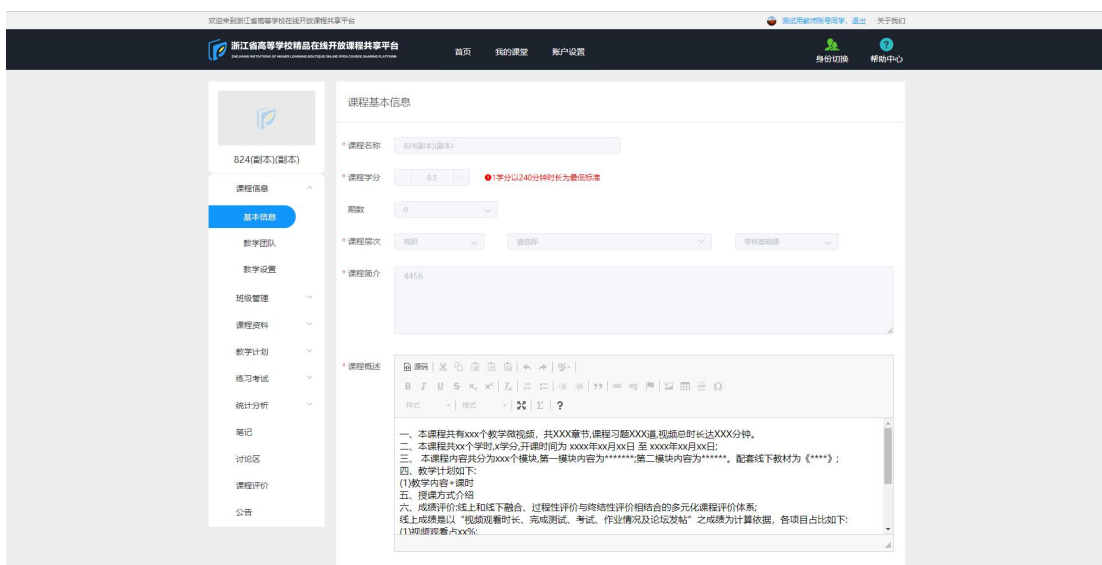 欢迎来到浙江省高等学校在线开放课程共享平台
测试用教师账号同学，退出 关于我们
浙江省高等学校精品在线开放课程共享平台
首页 我的课堂 账户设置
身份切换 帮助中心
824(副本)(副本)
课程信息
基本信息
教学团队
教学设置
班级管理
课程资料
教学计划
练习考试
统计分析
笔记
讨论区
课程评价
公告
课程基本信息
* 课程名称 824(副本)(副本)
* 课程学分 0.5 1学分以240分钟时长为最低标准
期数 0
* 课程层次 高职 请选择 学科基础课
* 课程简介 4456
* 课程概述
源码
样式 格式
一、本课程共有xxx个教学微视频，共XXX章节,课程习题XXX道,视频总时长达XXX分钟。
二、本课程共xx个学时,x学分,开课时间为 xxxx年xx月xx日 至 xxxx年xx月xx日;
三、 本课程内容共分为xxx个模块,第一模块内容为*******;第二模块内容为******。配套线下教材为《****》;
四、教学计划如下:
(1)教学内容+课时
五、授课方式介绍
六、成绩评价:线上和线下融合、过程性评价与终结性评价相结合的多元化课程评价体系;
线上成绩是以“视频观看时长、完成测试、考试、作业情况及论坛发帖”之成绩为计算依据，各项目占比如下:
(1)视频观看占xx%;